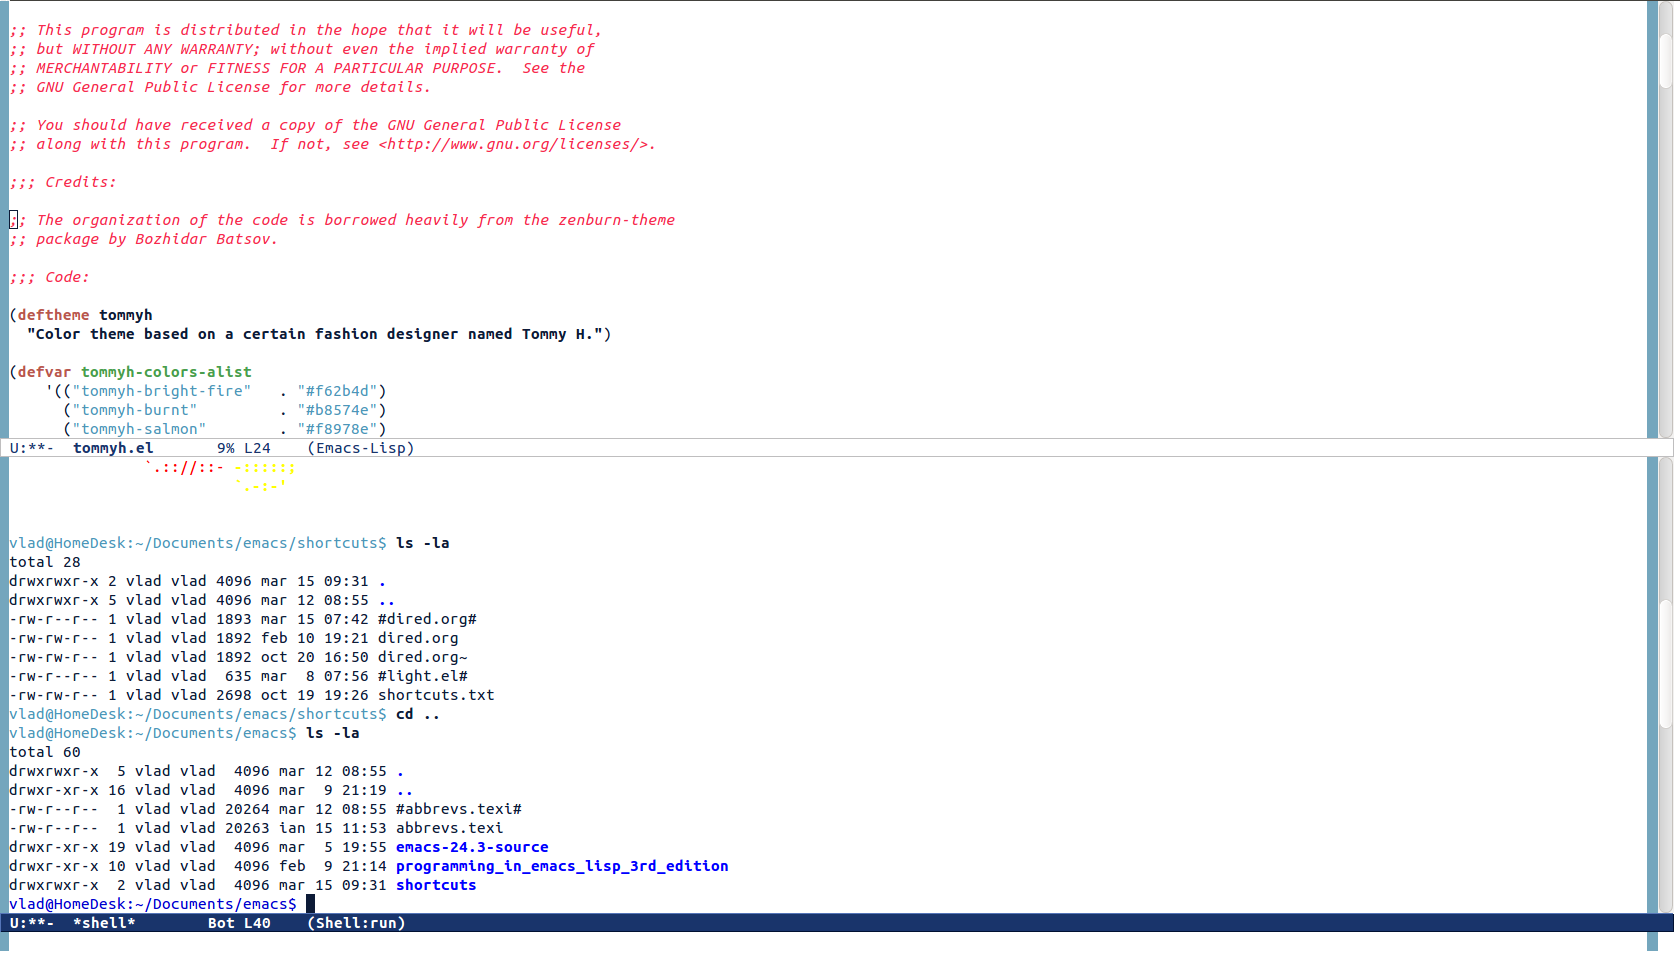 ;; This program is distributed in the hope that it will be useful,
;; but WITHOUT ANY WARRANTY; without even the implied warranty of
;; MERCHANTABILITY or FITNESS FOR A PARTICULAR PURPOSE.  See the
;; GNU General Public License for more details.
;; You should have received a copy of the GNU General Public License
;; along with this program.  If not, see <http://www.gnu.org/licenses/>.
;;; Credits:
;; The organization of the code is borrowed heavily from the zenburn-theme
;; package by Bozhidar Batsov.
;;; Code:
(deftheme tommyh
  "Color theme based on a certain fashion designer named Tommy H.")
(defvar tommyh-colors-alist
    '(("tommyh-bright-fire"   . "#f62b4d")
      ("tommyh-burnt"         . "#b8574e")
      ("tommyh-salmon"        . "#f8978e")
U:**-  tommyh.el       9% L24    (Emacs-Lisp)
               `.:://::- -::::::
                         `.-:-'
vlad@HomeDesk:~/Documents/emacs/shortcuts$ ls -la
total 28
drwxrwxr-x 2 vlad vlad 4096 mar 15 09:31 .
drwxrwxr-x 5 vlad vlad 4096 mar 12 08:55 ..
-rw-r--r-- 1 vlad vlad 1893 mar 15 07:42 #dired.org#
-rw-rw-r-- 1 vlad vlad 1892 feb 10 19:21 dired.org
-rw-rw-r-- 1 vlad vlad 1892 oct 20 16:50 dired.org~
-rw-r--r-- 1 vlad vlad  635 mar  8 07:56 #light.el#
-rw-rw-r-- 1 vlad vlad 2698 oct 19 19:26 shortcuts.txt
vlad@HomeDesk:~/Documents/emacs/shortcuts$ cd ..
vlad@HomeDesk:~/Documents/emacs$ ls -la
total 60
drwxrwxr-x  5 vlad vlad  4096 mar 12 08:55 .
drwxr-xr-x 16 vlad vlad  4096 mar  9 21:19 ..
-rw-r--r--  1 vlad vlad 20264 mar 12 08:55 #abbrevs.texi#
-rw-r--r--  1 vlad vlad 20263 ian 15 11:53 abbrevs.texi
drwxr-xr-x 19 vlad vlad  4096 mar  5 19:55 emacs-24.3-source
drwxr-xr-x 10 vlad vlad  4096 feb  9 21:14 programming_in_emacs_lisp_3rd_edition
drwxrwxr-x  2 vlad vlad  4096 mar 15 09:31 shortcuts
vlad@HomeDesk:~/Documents/emacs$
U:**-  *shell*        Bot L40    (Shell:run)